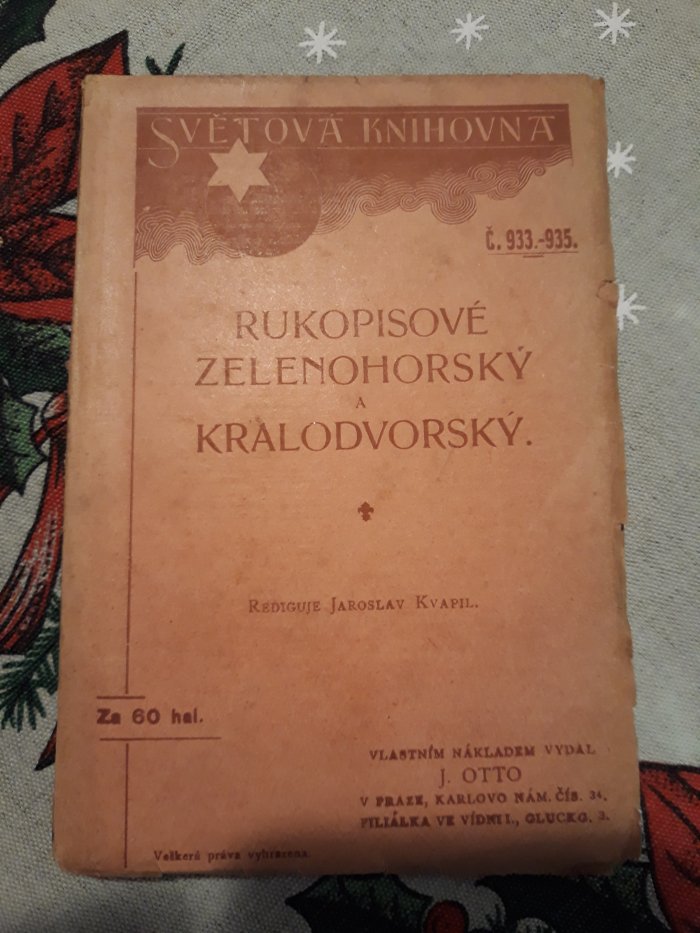 SVĚTOVÁ KNIHOVNA
Č. 933.-935.
RUKOPISOVÉ
ZELENOHORSKÝ
A
KRALODVORSKÝ.
REDIGUJE JAROSLAV KVAPIL.
Za 60 hal.
VLASTNÍM NÁKLADEM VYDAL
J. OTTO
V PRAZE, KARLOVO NÁM. ČÍS. 34.
FILIÁLKA VE VÍDNI I., GLUCKG. 3.
Veškerá práva vyhrazena.